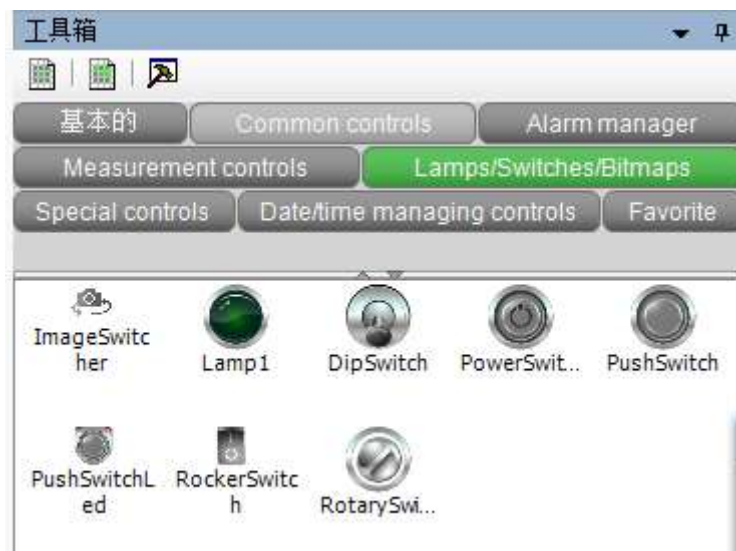 工具箱
基本的 Common controls Alarm manager
Measurement controls Lamps/Switches/Bitmaps
Special controls Date/time managing controls Favorite
ImageSwitc
her
Lamp1
DipSwitch
PowerSwit...
PushSwitch
PushSwitchL
ed
RockerSwitc
h
RotarySwi...